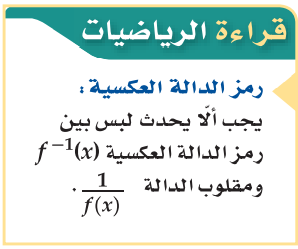 قراءة الرياضيات
رمز الدالة العكسية :
يجب ألّا يحدث لبس بين
رمز الدالة العكسية f⁻¹(x)
ومقلوب الدالة 1/f(x) .